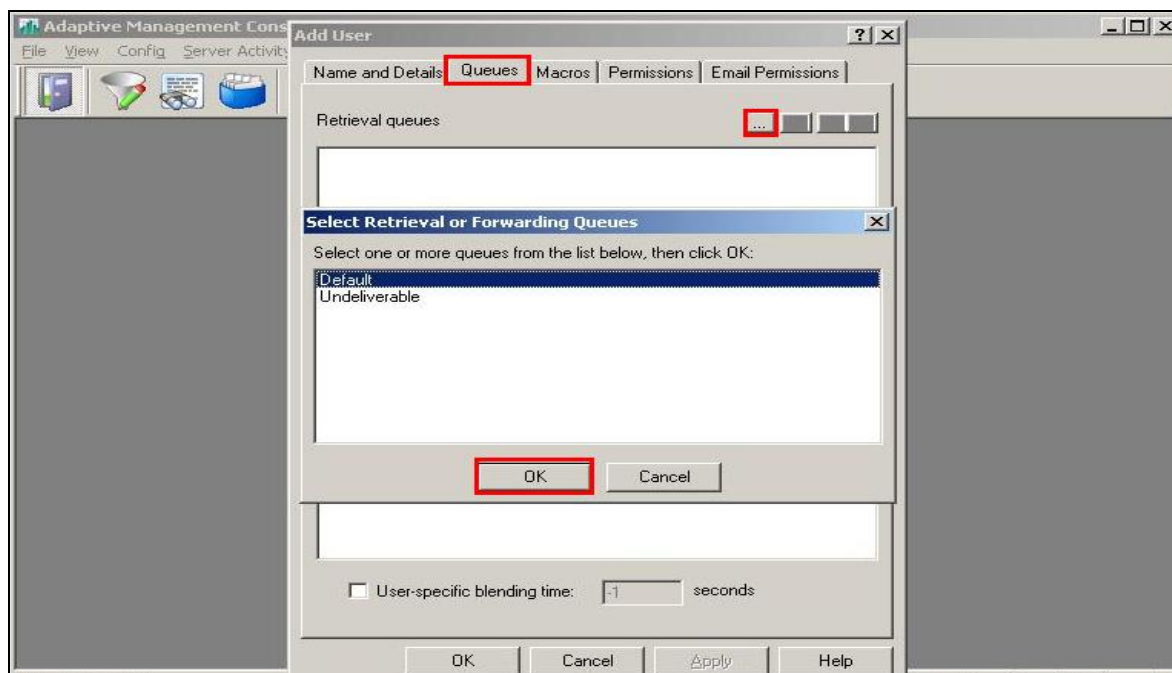 Adaptive Management Cons
File View Config Server Activity
Add User
Name and Details Queues Macros Permissions Email Permissions
Retrieval queues
...
Select Retrieval or Forwarding Queues
Select one or more queues from the list below, then click OK:
Default
Undeliverable
OK Cancel
User-specific blending time: -1 seconds
OK Cancel Apply Help